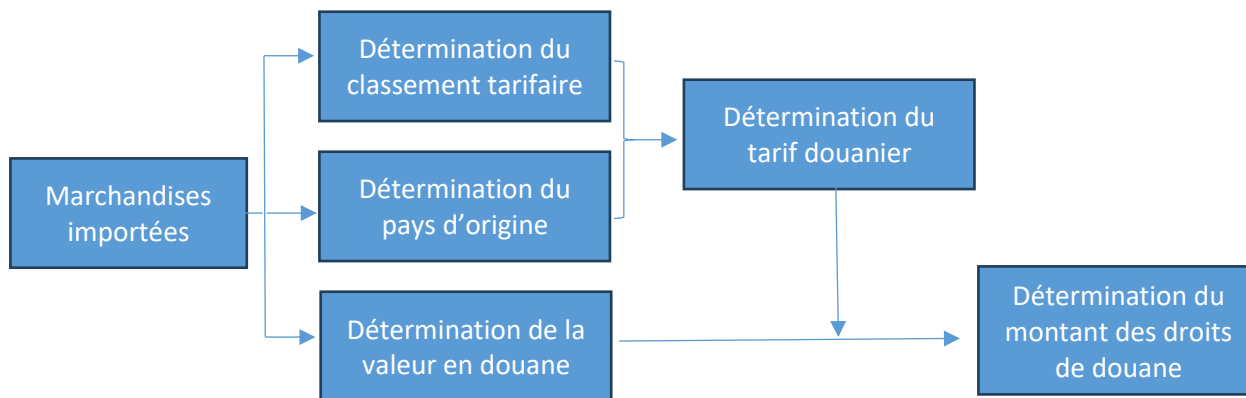 Détermination du
classement tarifaire
Détermination du
tarif douanier
Marchandises
importées
Détermination du
pays d’origine
Détermination de la
valeur en douane
Détermination du
montant des droits
de douane